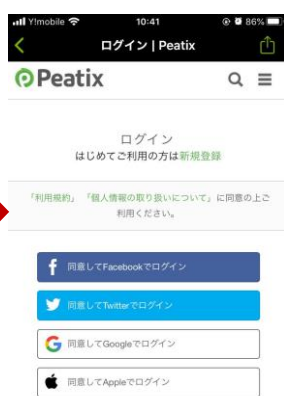 Y!mobile 10:41 86%
ログイン | Peatix
Peatix
ログイン
はじめてご利用の方は新規登録
「利用規約」「個人情報の取り扱いについて」に同意の上ご
利用ください。
同意してFacebookでログイン
同意してTwitterでログイン
同意してGoogleでログイン
同意してAppleでログイン